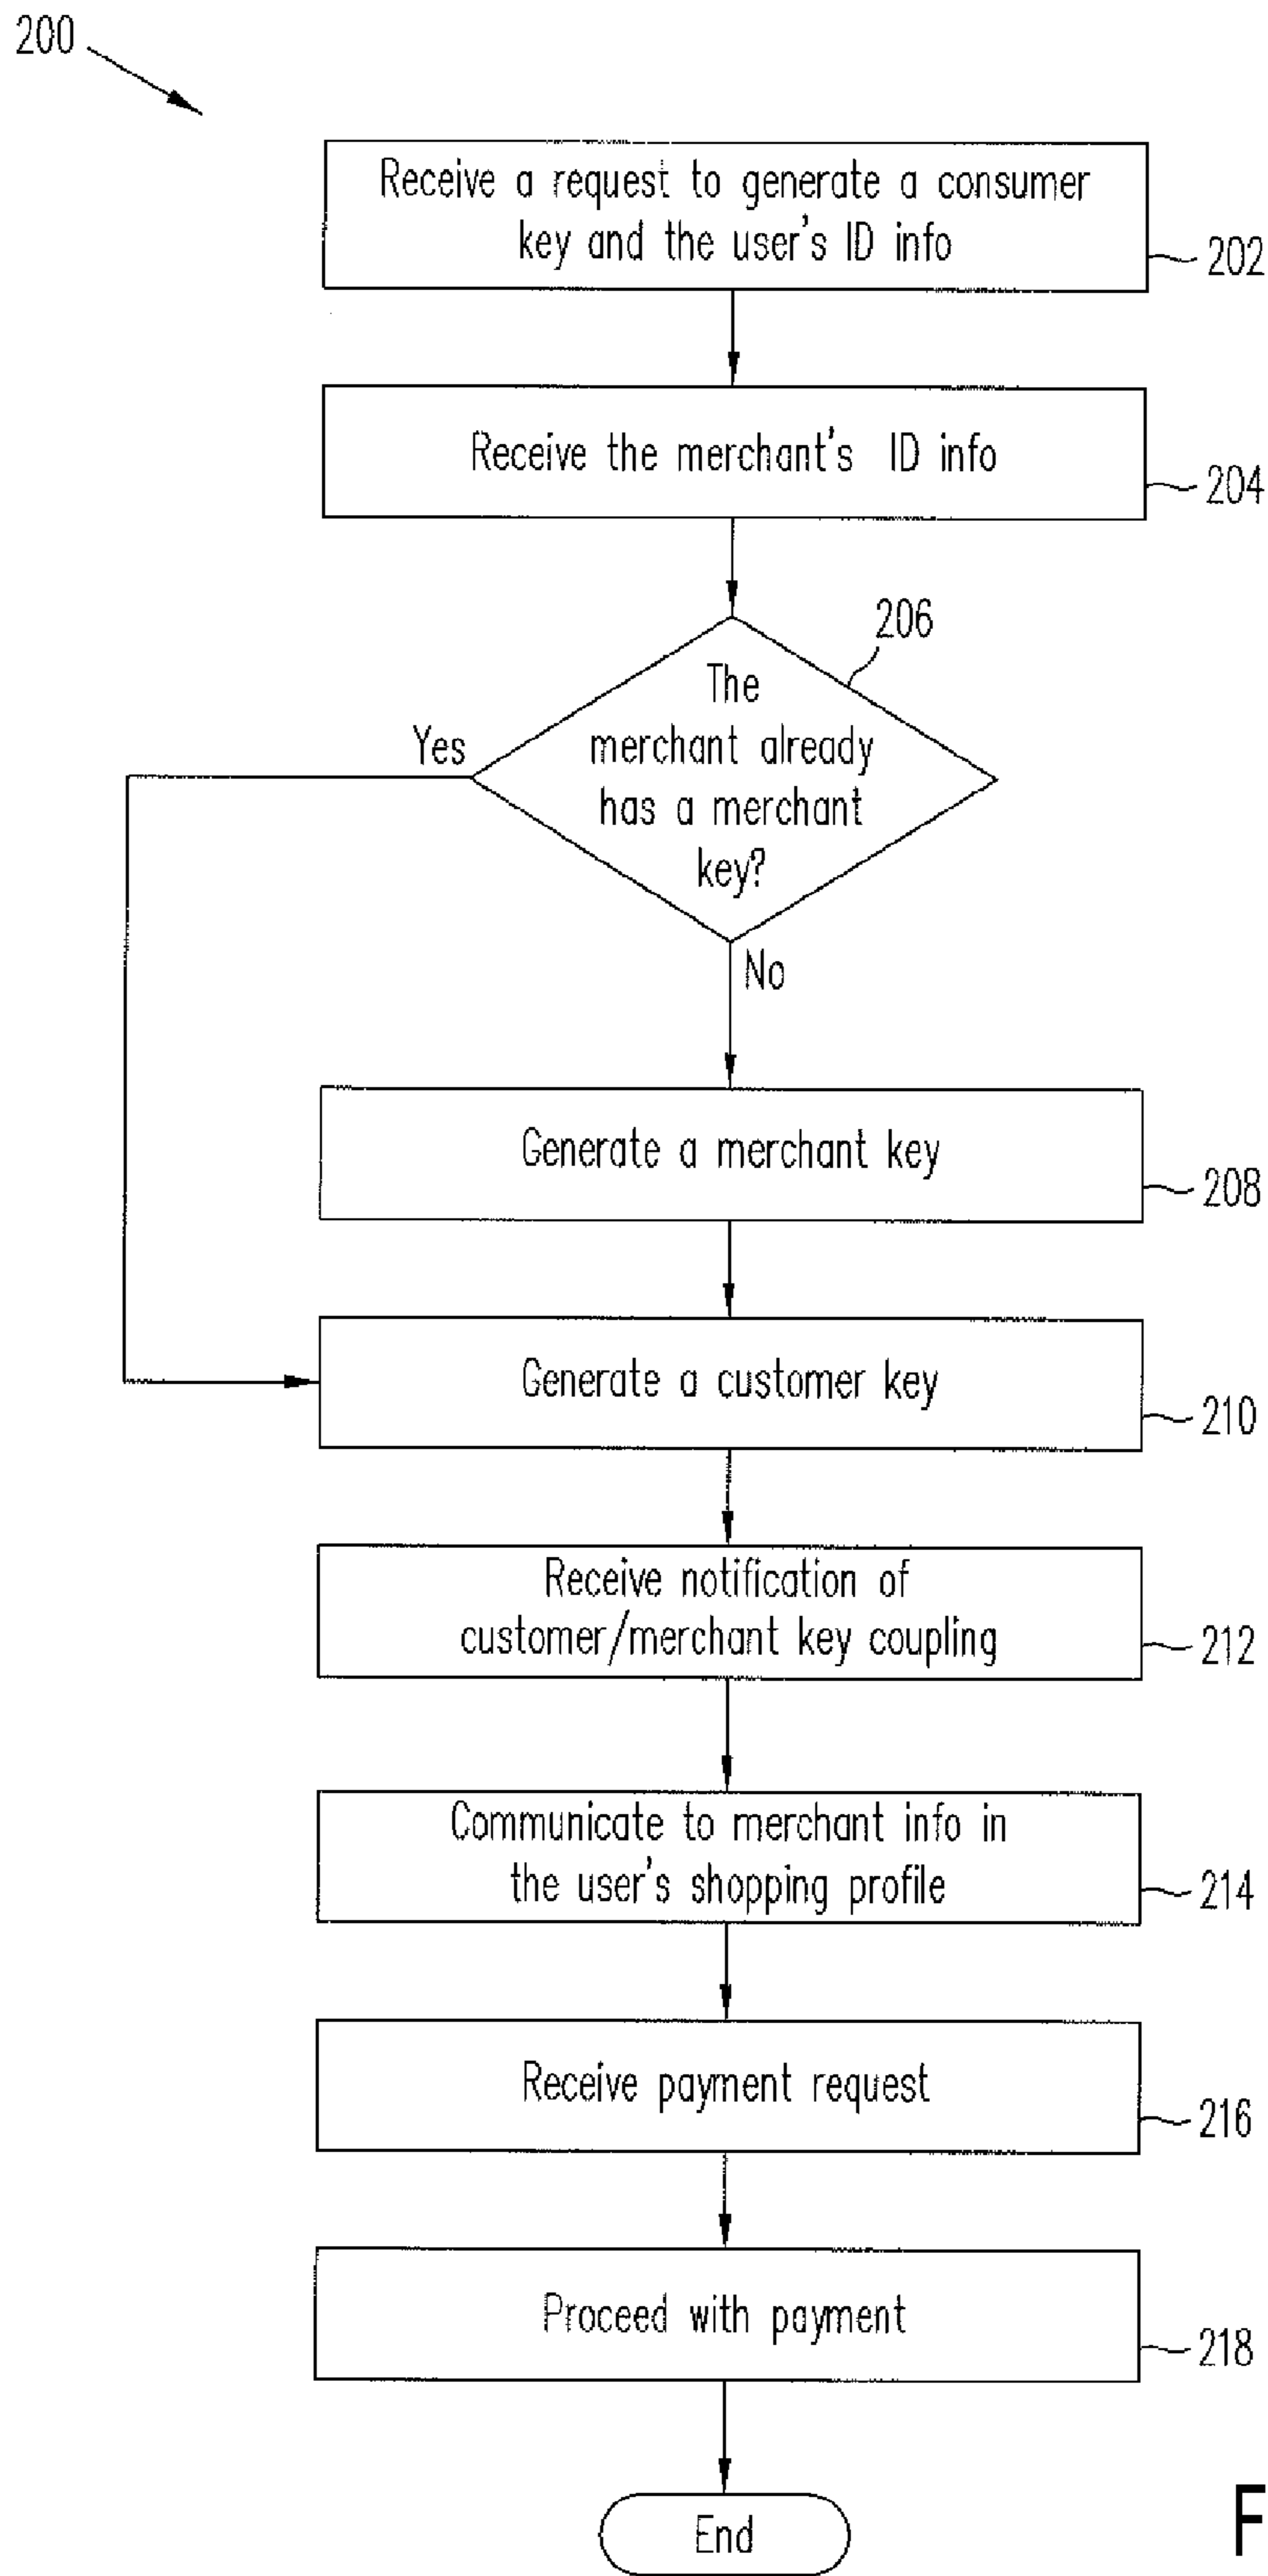 200
Receive a request to generate a consumer
key and the user's ID info
202
Receive the merchant's ID info
204
206
The
merchant already
has a merchant
key?
Yes
No
Generate a merchant key
208
Generate a customer key
210
Receive notification of
customer/merchant key coupling
212
Communicate to merchant info in
the user's shopping profile
214
Receive payment request
216
Proceed with payment
218
End
F